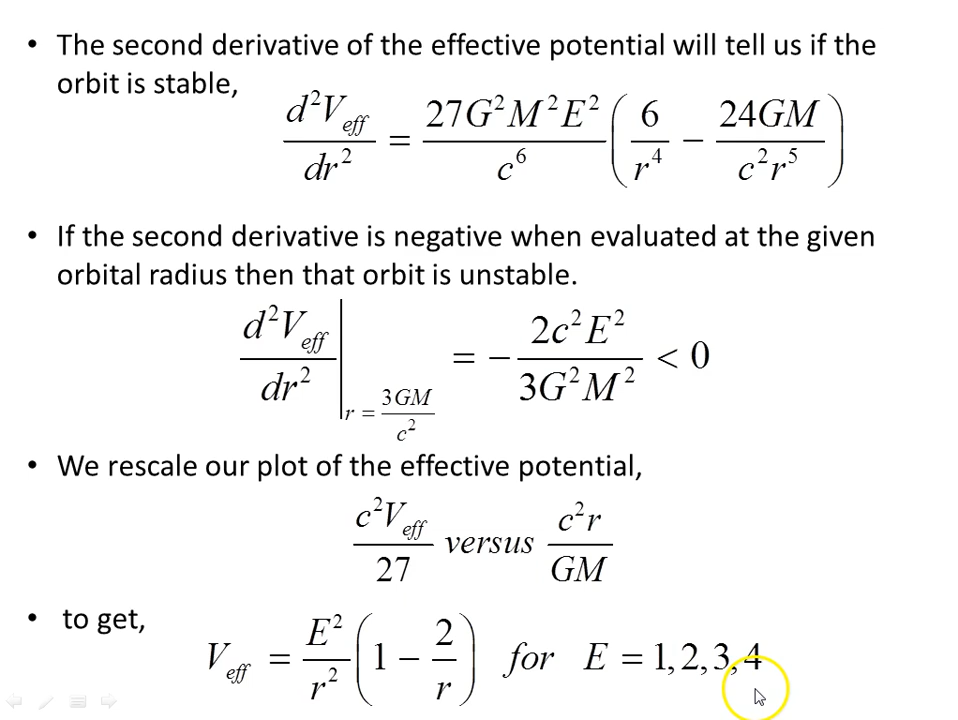 • The second derivative of the effective potential will tell us if the
orbit is stable,
d²V_eff / dr² = 27G²M²E² / c⁶ ( 6 / r⁴ − 24GM / c²r⁵ )
• If the second derivative is negative when evaluated at the given
orbital radius then that orbit is unstable.
d²V_eff / dr² |_{r = 3GM / c²} = − 2c²E² / 3G²M² < 0
• We rescale our plot of the effective potential,
c²V_eff / 27 versus c²r / GM
• to get,
V_eff = E² / r² ( 1 − 2 / r ) for E = 1, 2, 3, 4